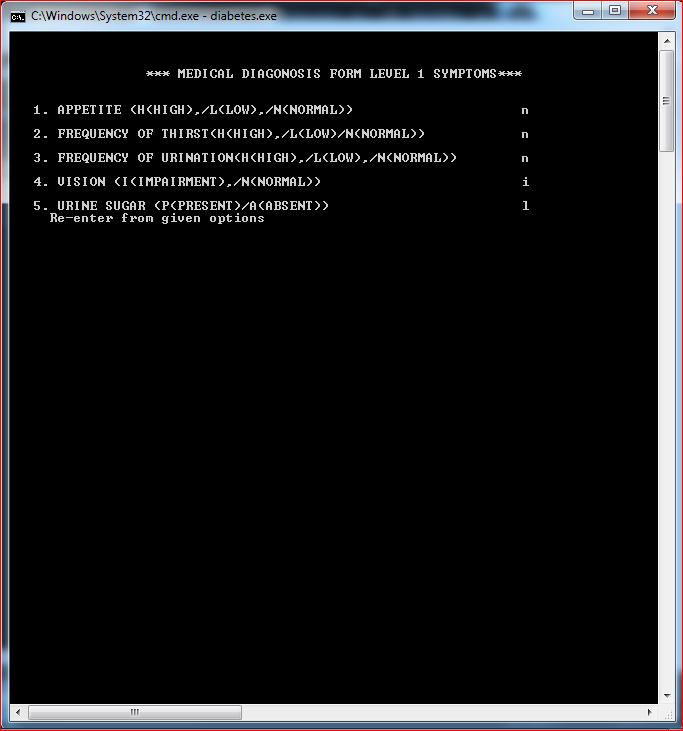 C:\Windows\System32\cmd.exe - diabetes.exe
*** MEDICAL DIAGONOSIS FORM LEVEL 1 SYMPTOMS***
1. APPETITE (H(HIGH),/L(LOW),/N(NORMAL)) n
2. FREQUENCY OF THIRST(H(HIGH),/L(LOW)/N(NORMAL)) n
3. FREQUENCY OF URINATION(H(HIGH),/L(LOW),/N(NORMAL)) n
4. VISION (I(IMPAIRMENT),/N(NORMAL)) i
5. URINE SUGAR (P(PRESENT)/A(ABSENT)) l
Re-enter from given options